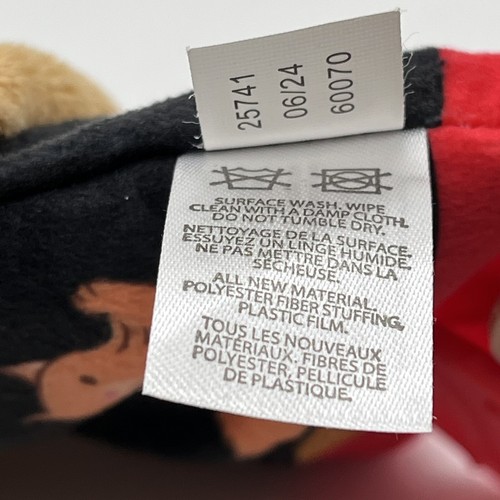 25741
06/24
60070
SURFACE WASH. WIPE
CLEAN WITH A DAMP CLOTH.
DO NOT TUMBLE DRY.
NETTOYAGE DE LA SURFACE.
ESSUYEZ UN LINGE HUMIDE.
NE PAS METTRE DANS LA
SÉCHEUSE.
ALL NEW MATERIAL
POLYESTER FIBER STUFFING,
PLASTIC FILM.
TOUS LES NOUVEAUX
MATÉRIAUX. FIBRES DE
POLYESTER, PELLICULE
DE PLASTIQUE.